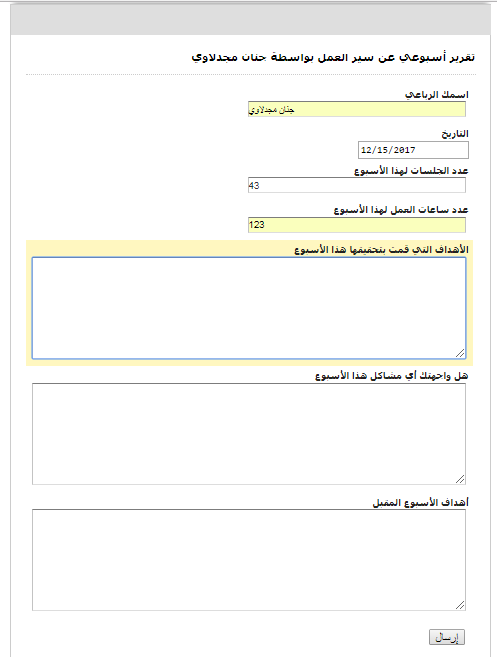 تقرير أسبوعي عن سير العمل بواسطة حنان مجدلاوي
اسمك الرباعي
حنان مجدلاوي
التاريخ
12/15/2017
عدد الجلسات لهذا الأسبوع
43
عدد ساعات العمل لهذا الأسبوع
123
الأهداف التي قمت بتحقيقها هذا الأسبوع
هل واجهتك أي مشاكل هذا الأسبوع
أهداف الأسبوع المقبل
إرسال